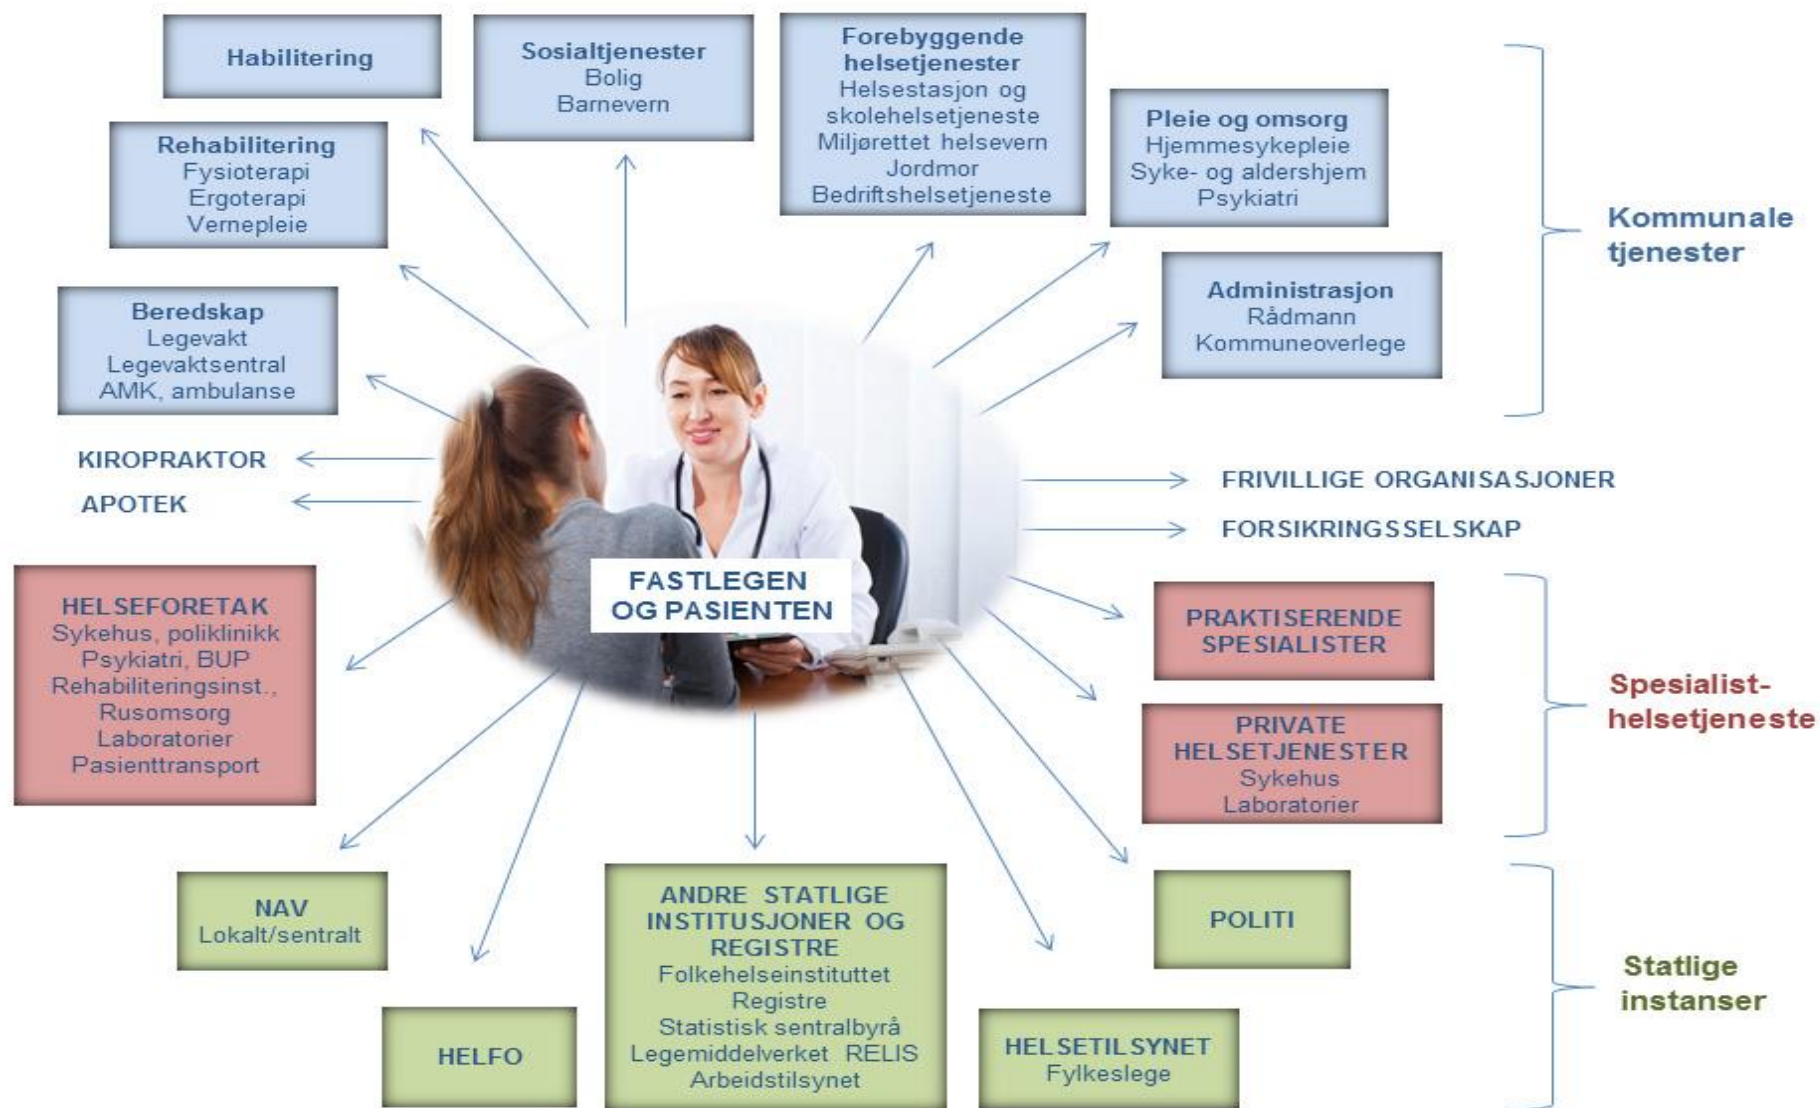 Habilitering
Sosialtjenester
Bolig
Barnevern
Forebyggende
helsetjenester
Helsestasjon og
skolehelsetjeneste
Miljørettet helsevern
Jordmor
Bedriftshelsetjeneste
Pleie og omsorg
Hjemmesykepleie
Syke- og aldershjem
Psykiatri
Rehabilitering
Fysioterapi
Ergoterapi
Vernepleie
Kommunale
tjenester
Administrasjon
Rådmann
Kommuneoverlege
Beredskap
Legevakt
Legevaktsentral
AMK, ambulanse
KIROPRAKTOR
APOTEK
FRIVILLIGE ORGANISASJONER
FORSIKRINGSSELSKAP
FASTLEGEN
OG PASIENTEN
HELSEFORETAK
Sykehus, poliklinikk
Psykiatri, BUP
Rehabiliteringsinst.,
Rusomsorg
Laboratorier
Pasienttransport
PRAKTISERENDE
SPESIALISTER
PRIVATE
HELSETJENESTER
Sykehus
Laboratorier
Spesialist-
helsetjeneste
NAV
Lokalt/sentralt
HELFO
ANDRE STATLIGE
INSTITUSJONER OG
REGISTRE
Folkehelseinstituttet
Registre
Statistisk sentralbyrå
Legemiddelverket RELIS
Arbeidstilsynet
HELSETILSYNET
Fylkeslege
POLITI
Statlige
instanser